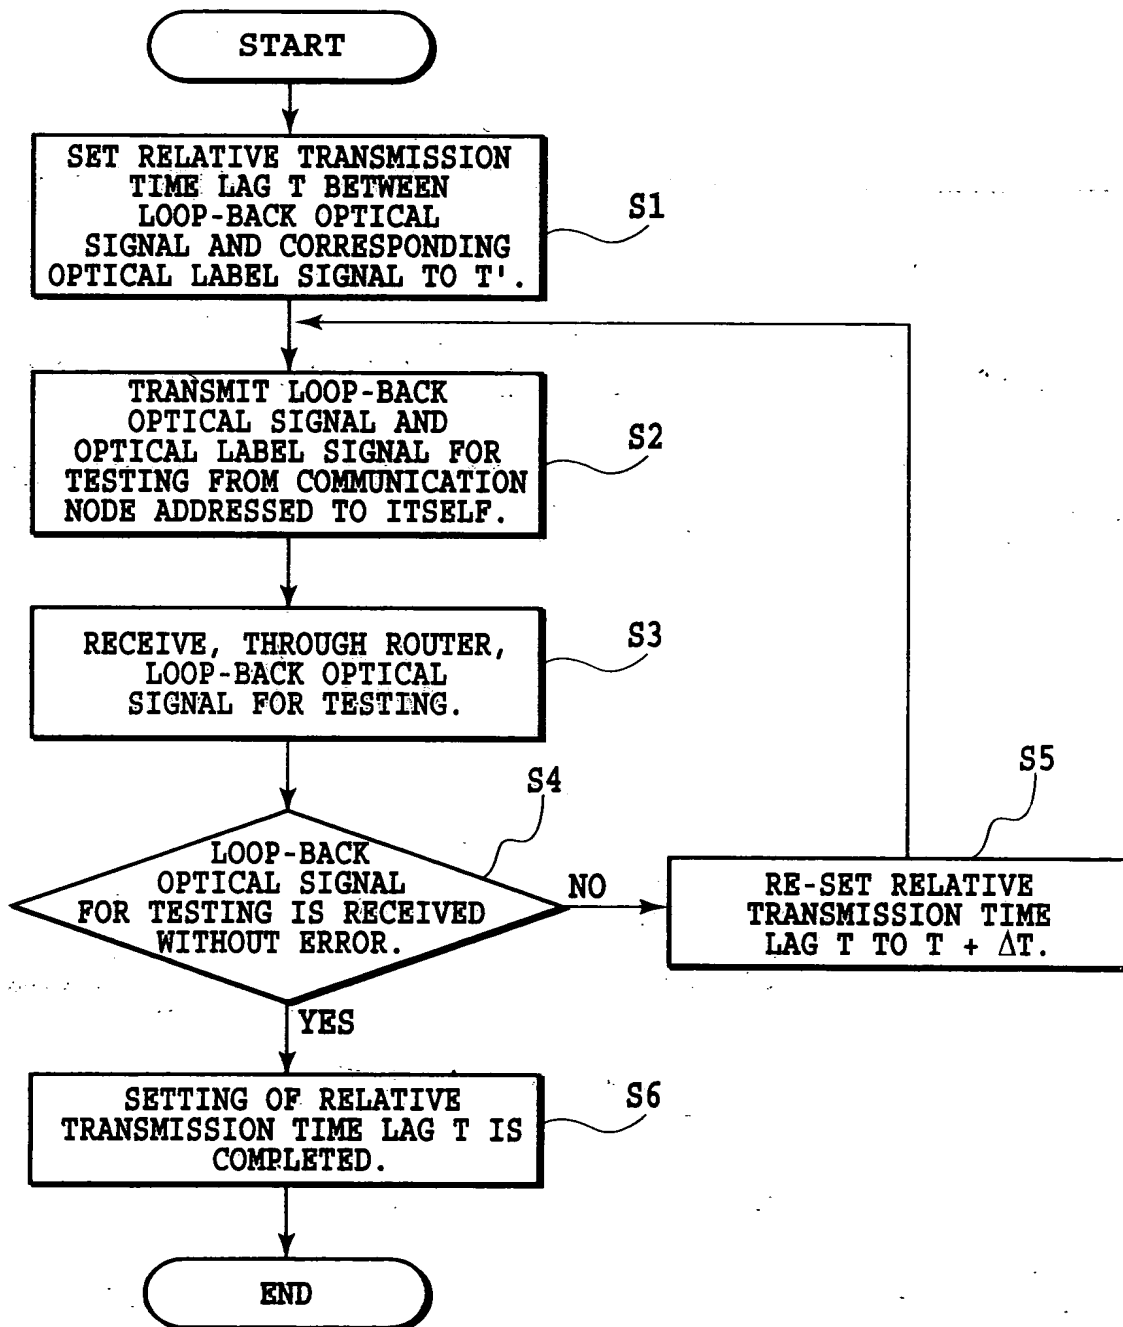 START
SET RELATIVE TRANSMISSION
TIME LAG T BETWEEN
LOOP-BACK OPTICAL
SIGNAL AND CORRESPONDING
OPTICAL LABEL SIGNAL TO T'.
S1
TRANSMIT LOOP-BACK
OPTICAL SIGNAL AND
OPTICAL LABEL SIGNAL FOR
TESTING FROM COMMUNICATION
NODE ADDRESSED TO ITSELF.
S2
RECEIVE, THROUGH ROUTER,
LOOP-BACK OPTICAL
SIGNAL FOR TESTING.
S3
LOOP-BACK
OPTICAL SIGNAL
FOR TESTING IS RECEIVED
WITHOUT ERROR.
S4
NO
RE-SET RELATIVE
TRANSMISSION TIME
LAG T TO T + ΔT.
S5
YES
SETTING OF RELATIVE
TRANSMISSION TIME LAG T IS
COMPLETED.
S6
END